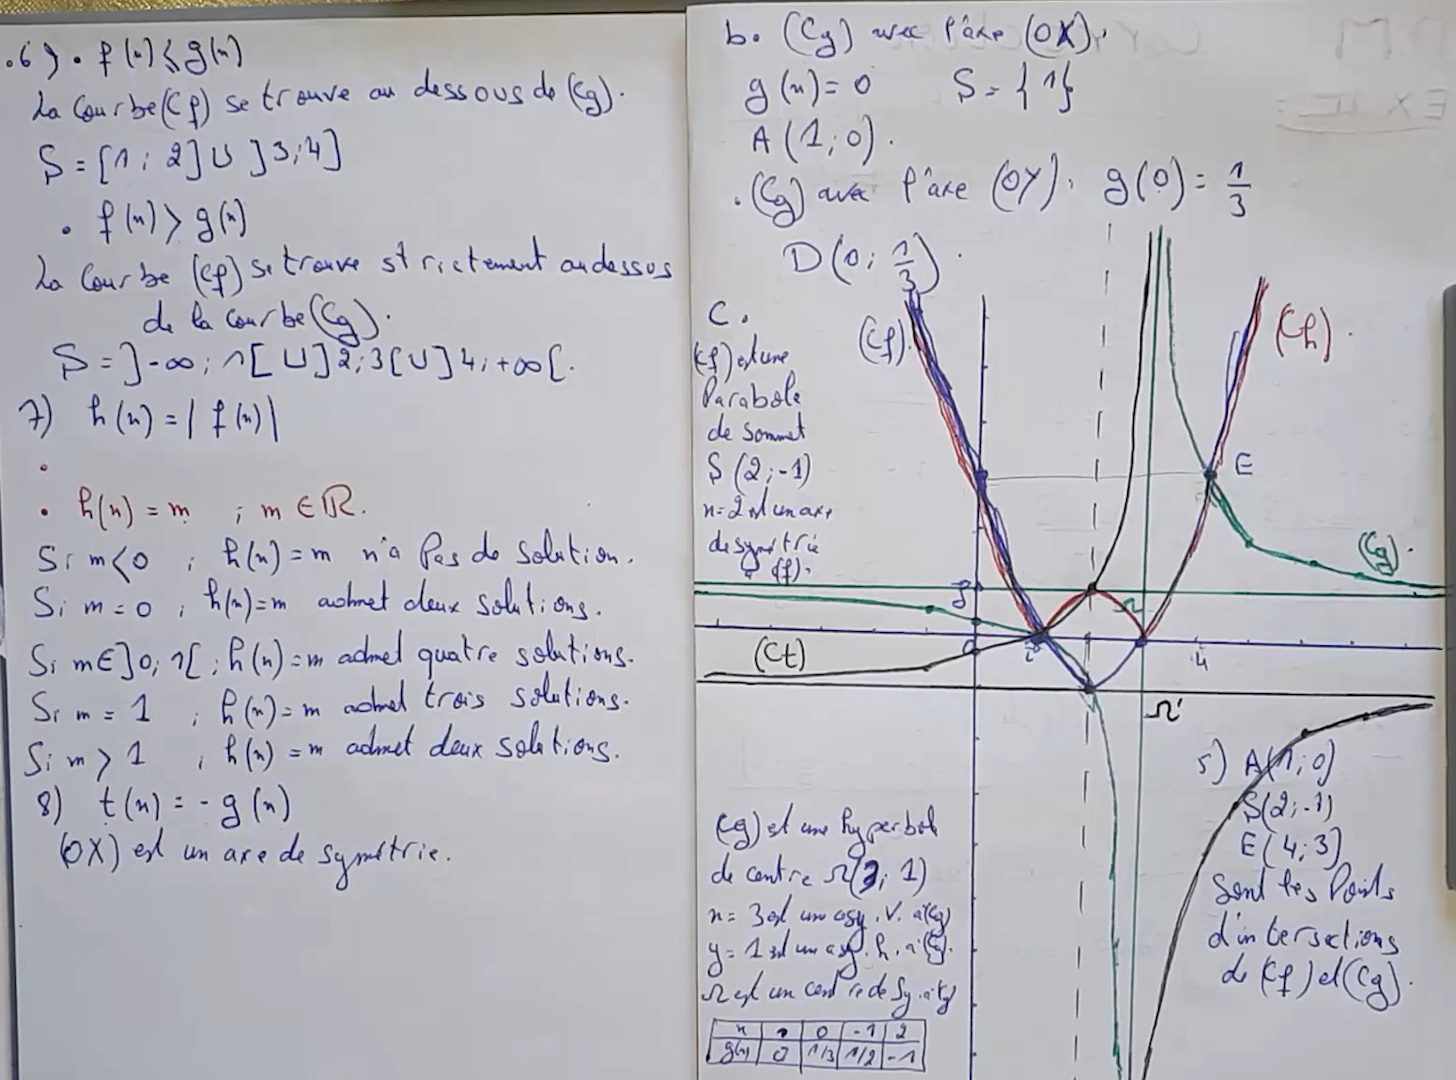 .6) . f(x) ⩽ g(x)
La Courbe (Cf) se trouve au dessous de (Cg).
S = [1 ; 2] ∪ ]3 ; 4]
. f(x) > g(x)
La Courbe (Cf) se trouve strictement au dessus
de la courbe (Cg).
S = ]-∞ ; 1[ ∪ ]2 ; 3[ ∪ ]4 ; +∞[.
7) h(x) = |f(x)|
. h(x) = m ; m ∈ ℝ.
Si m < 0 ; h(x) = m n'a Pas de Solution.
Si m = 0 ; h(x) = m admet deux solutions.
Si m ∈ ]0 ; 1[ ; h(x) = m admet quatre solutions.
Si m = 1 ; h(x) = m admet trois solutions.
Si m > 1 ; h(x) = m admet deux solutions.
8) t(x) = - g(x)
(OX) est un axe de symétrie.
b. (Cg) avec l'axe (OX).
g(x) = 0 S = {1}
A (1 ; 0).
. (Cg) avec l'axe (OY). g(0) = 1/3
D (0 ; 1/3).
C.
(Cf) est une
Parabole
de sommet
S (2 ; -1)
x = 2 est un axe
de symétrie
à (f).
(Cf).
(Ch).
E
(Cg).
(Ct)
4
Ω
Ω'
(Cg) est une hyperbole
de centre Ω(3 ; 1)
x = 3 est une asy. V. à (Cg)
y = 1 est un asy. h. à (Cg).
Ω est un centre de Sy. à Cg
x | 1 | 0 | -1 | 2
g(x) | 0 | 1/3 | 1/2 | -1
5) A (1 ; 0)
S(2 ; -1)
E(4 ; 3)
Sont les Points
d'intersections
de (Cf) et (Cg).